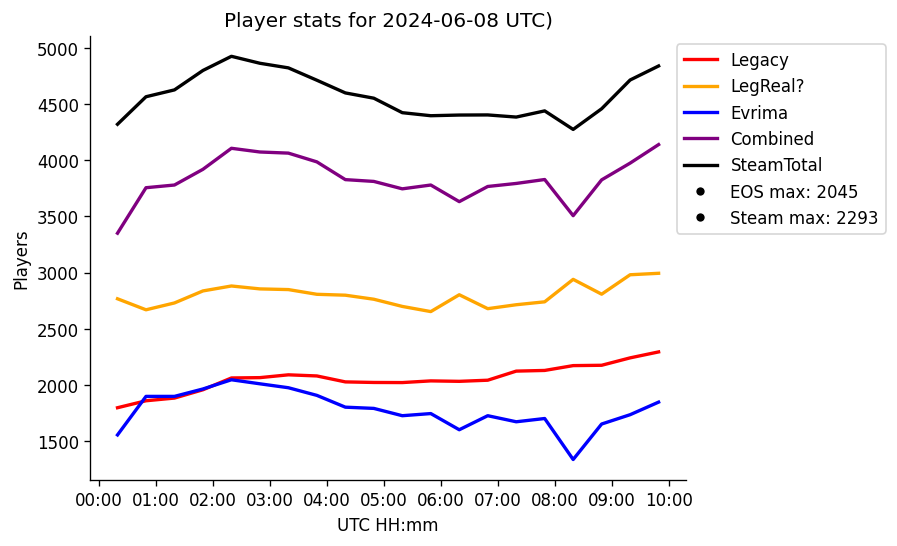 Player stats for 2024-06-08 UTC)
5000
4500
4000
3500
3000
2500
2000
1500
Players
00:00 01:00 02:00 03:00 04:00 05:00 06:00 07:00 08:00 09:00 10:00
UTC HH:mm
Legacy
LegReal?
Evrima
Combined
SteamTotal
EOS max: 2045
Steam max: 2293